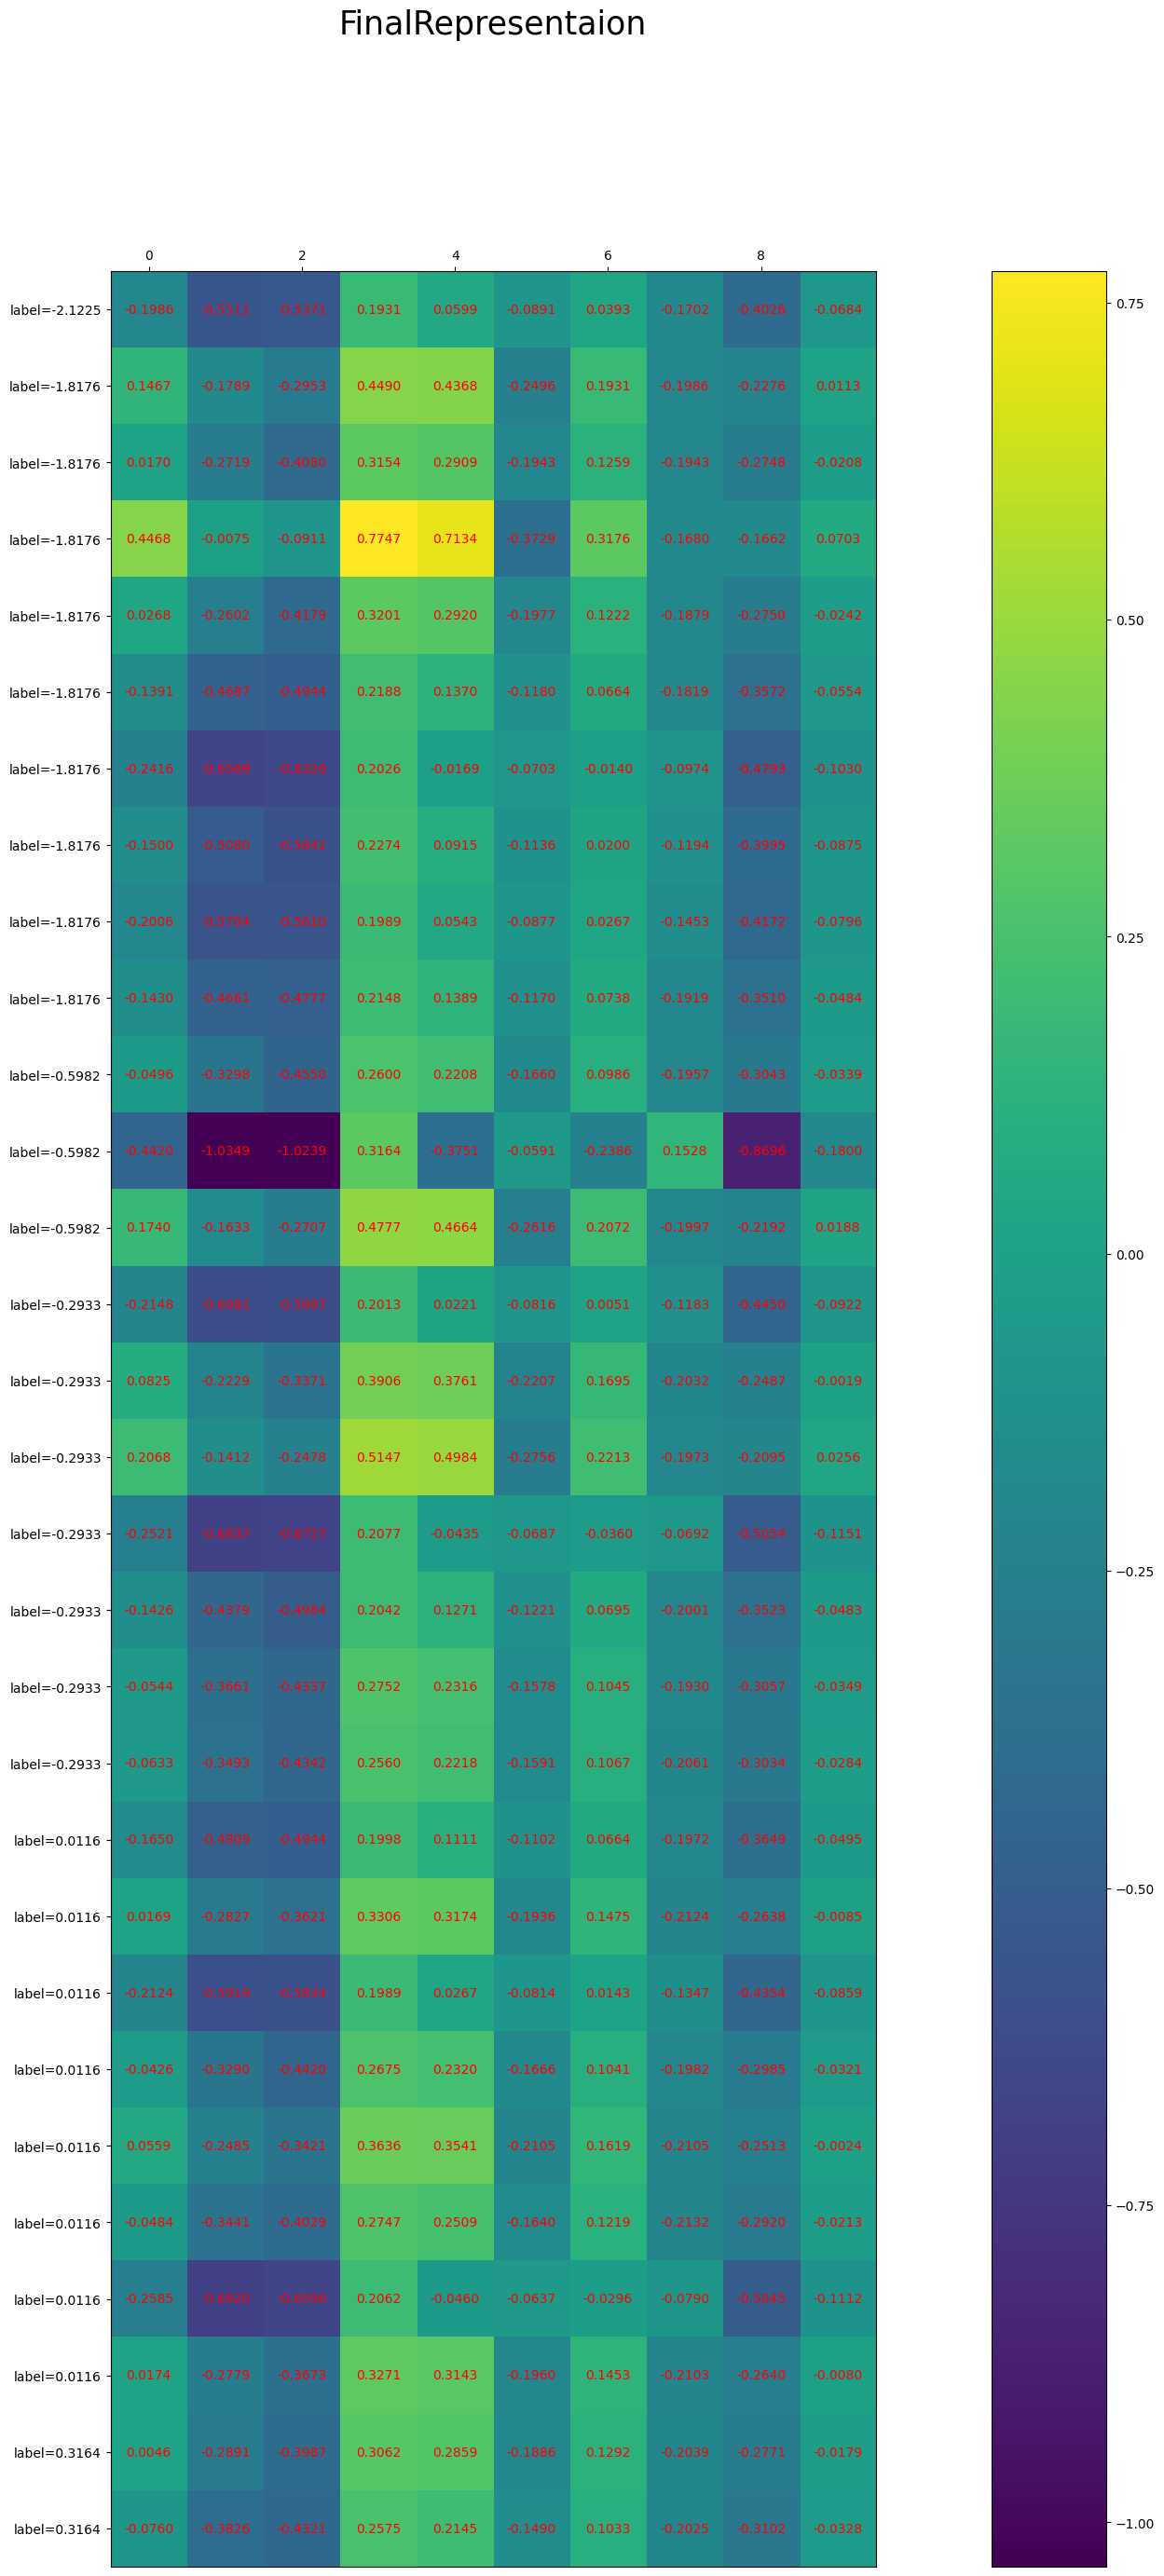 FinalRepresentaion
0 2 4 6 8
label=-2.1225 -0.1986 -0.5511 -0.5371 0.1931 0.0599 -0.0891 0.0393 -0.1702 -0.4026 -0.0684
0.75
label=-1.8176 0.1467 -0.1789 -0.2953 0.4490 0.4368 -0.2496 0.1931 -0.1986 -0.2276 0.0113
label=-1.8176 0.0170 -0.2719 -0.4080 0.3154 0.2909 -0.1943 0.1259 -0.1943 -0.2748 -0.0208
label=-1.8176 0.4468 -0.0075 -0.0911 0.7747 0.7134 -0.3729 0.3176 -0.1680 -0.1662 0.0703
label=-1.8176 0.0268 -0.2602 -0.4179 0.3201 0.2920 -0.1977 0.1222 -0.1879 -0.2750 -0.0242
0.50
label=-1.8176 -0.1391 -0.4687 -0.4944 0.2188 0.1370 -0.1180 0.0664 -0.1819 -0.3572 -0.0554
label=-1.8176 -0.2416 0.2026 -0.0169 -0.0703 -0.0140 -0.0974 -0.4793 -0.1030
label=-1.8176 -0.1500 -0.5080 -0.5842 0.2274 0.0915 -0.1136 0.0200 -0.1194 -0.3995 -0.0875
label=-1.8176 -0.2006 -0.5704 -0.5610 0.1989 0.0543 -0.0877 0.0267 -0.1453 -0.4172 -0.0796
0.25
label=-1.8176 -0.1430 -0.4661 -0.4777 0.2148 0.1389 -0.1170 0.0738 -0.1919 -0.3510 -0.0484
label=-0.5982 -0.0496 -0.3298 -0.4550 0.2600 0.2208 -0.1660 0.0986 -0.1957 -0.3043 -0.0339
label=-0.5982 -0.4420 -1.0349 -1.0239 0.3164 -0.3751 -0.0591 -0.2386 0.1528 -0.8696 -0.1800
label=-0.5982 0.1740 -0.1633 -0.2707 0.4777 0.4664 -0.2616 0.2072 -0.1997 -0.2192 0.0188
0.00
label=-0.2933 -0.2148 -0.6081 -0.5987 0.2013 0.0221 -0.0816 0.0051 -0.1183 -0.4450 -0.0922
label=-0.2933 0.0825 -0.2229 -0.3371 0.3906 0.3761 -0.2207 0.1695 -0.2032 -0.2487 -0.0019
label=-0.2933 0.2068 -0.1412 -0.2478 0.5147 0.4984 -0.2756 0.2213 -0.1973 -0.2095 0.0256
label=-0.2933 -0.2521 0.2077 -0.0435 -0.0687 -0.0360 -0.0692 -0.5054 -0.1151
−0.25
label=-0.2933 -0.1426 -0.4379 -0.4984 0.2042 0.1271 -0.1221 0.0695 -0.2001 -0.3523 -0.0483
label=-0.2933 -0.0544 -0.3661 -0.4337 0.2752 0.2316 -0.1578 0.1045 -0.1930 -0.3057 -0.0349
label=-0.2933 -0.0633 -0.3493 -0.4342 0.2560 0.2218 -0.1591 0.1067 -0.2061 -0.3034 -0.0284
label=0.0116 -0.1650 -0.4809 -0.4944 0.1998 0.1111 -0.1102 0.0664 -0.1972 -0.3649 -0.0495
−0.50
label=0.0116 0.0169 -0.2827 -0.3621 0.3306 0.3174 -0.1936 0.1475 -0.2124 -0.2638 -0.0085
label=0.0116 -0.2124 -0.5919 -0.5834 0.1989 0.0267 -0.0814 0.0143 -0.1347 -0.4354 -0.0859
label=0.0116 -0.0426 -0.3290 -0.4420 0.2675 0.2320 -0.1666 0.1041 -0.1982 -0.2985 -0.0321
label=0.0116 0.0559 -0.2485 -0.3421 0.3636 0.3541 -0.2105 0.1619 -0.2105 -0.2513 -0.0024
−0.75
label=0.0116 -0.0484 -0.3441 -0.4029 0.2747 0.2509 -0.1640 0.1219 -0.2132 -0.2920 -0.0213
label=0.0116 -0.2585 0.2062 -0.0460 -0.0637 -0.0296 -0.0790 -0.5045 -0.1112
label=0.0116 0.0174 -0.2779 -0.3673 0.3271 0.3143 -0.1960 0.1453 -0.2103 -0.2640 -0.0080
label=0.3164 0.0046 -0.2891 -0.3987 0.3062 0.2859 -0.1886 0.1292 -0.2039 -0.2771 -0.0179
label=0.3164 -0.0760 -0.3826 -0.4321 0.2575 0.2145 -0.1490 0.1033 -0.2025 -0.3102 -0.0328
−1.00